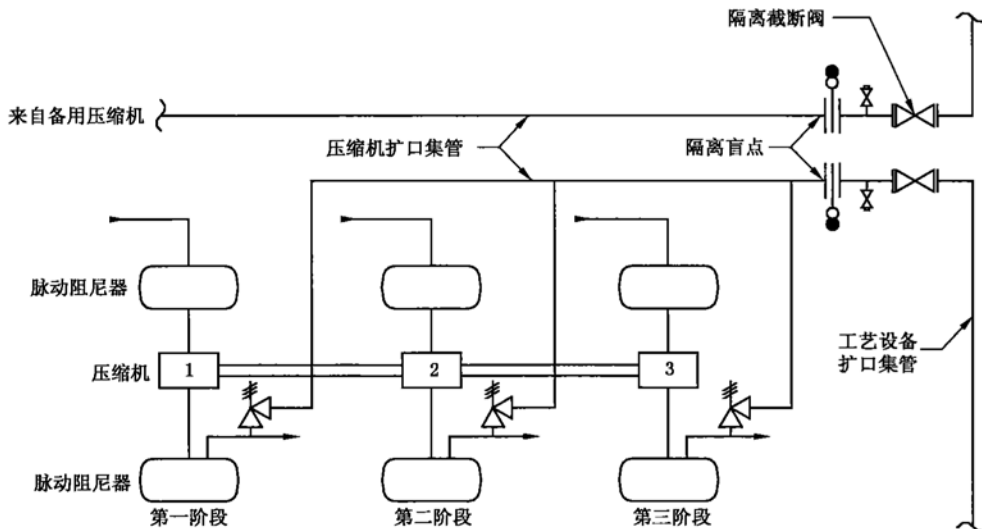 隔离截断阀
来自备用压缩机
压缩机扩口集管
隔离盲点
脉动阻尼器
工艺设备
扩口集管
压缩机
1
2
3
脉动阻尼器
第一阶段
第二阶段
第三阶段